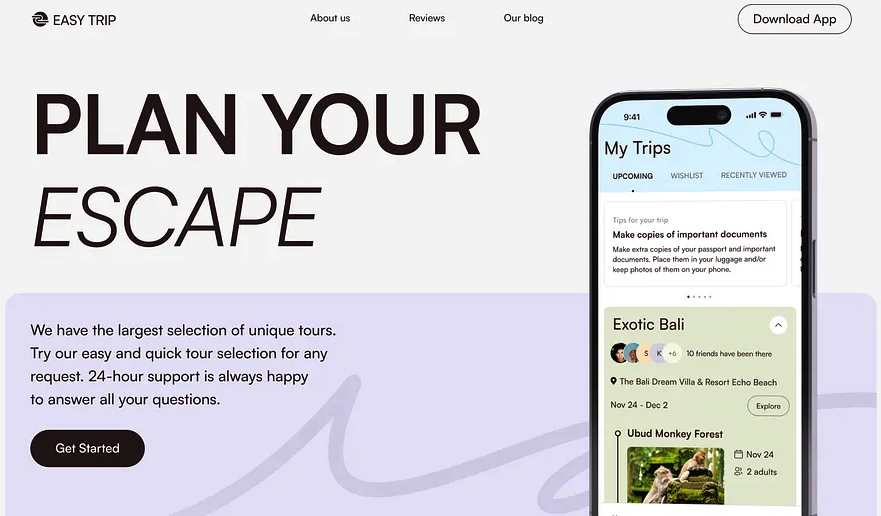 EASY TRIP
About us
Reviews
Our blog
Download App
PLAN YOUR
ESCAPE
We have the largest selection of unique tours.
Try our easy and quick tour selection for any
request. 24-hour support is always happy
to answer all your questions.
Get Started
9:41
My Trips
UPCOMING
WISHLIST
RECENTLY VIEWED
Tips for your trip
Make copies of important documents
Make extra copies of your passport and important
documents. Place them in your luggage and/or
keep photos of them on your phone.
Exotic Bali
S
K
+6
10 friends have been there
The Bali Dream Villa & Resort Echo Beach
Nov 24 - Dec 2
Explore
Ubud Monkey Forest
Nov 24
2 adults